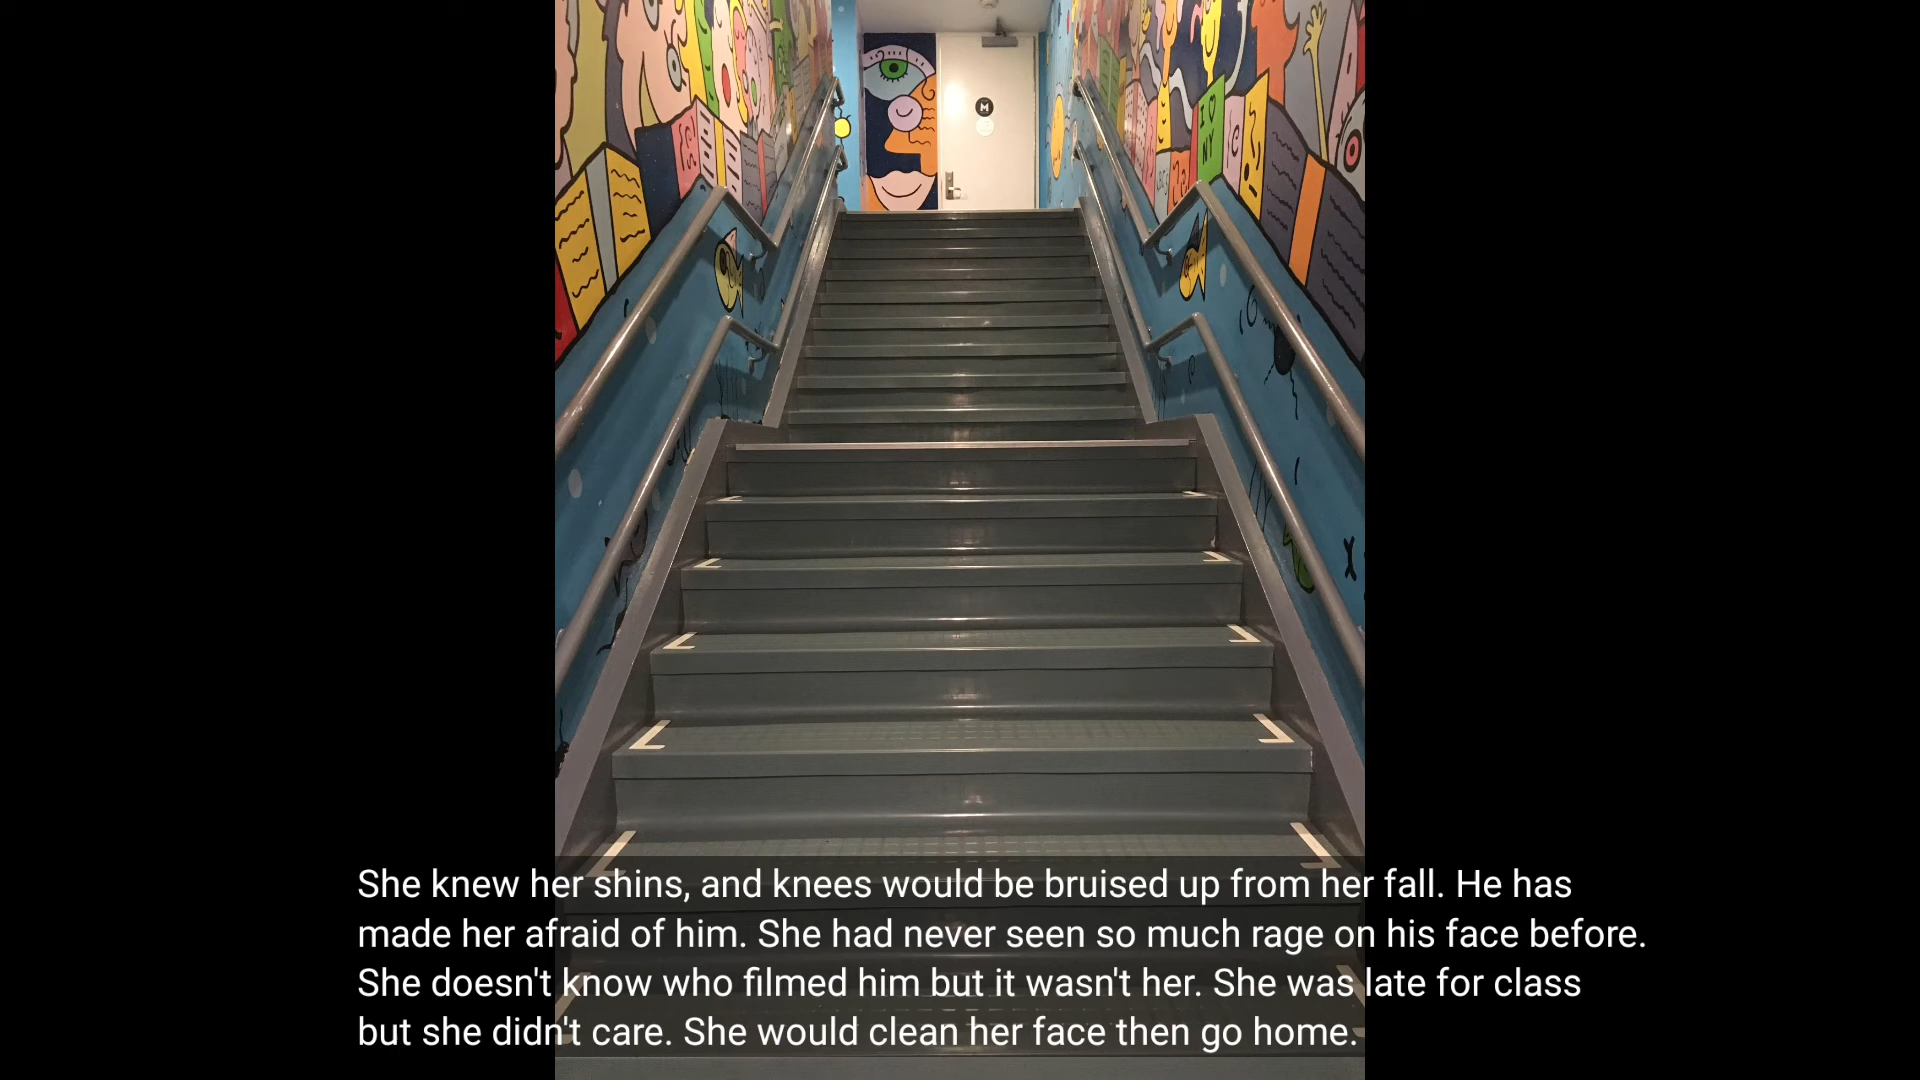 M
I ♡
NY
She knew her shins, and knees would be bruised up from her fall. He has
made her afraid of him. She had never seen so much rage on his face before.
She doesn't know who filmed him but it wasn't her. She was late for class
but she didn't care. She would clean her face then go home.